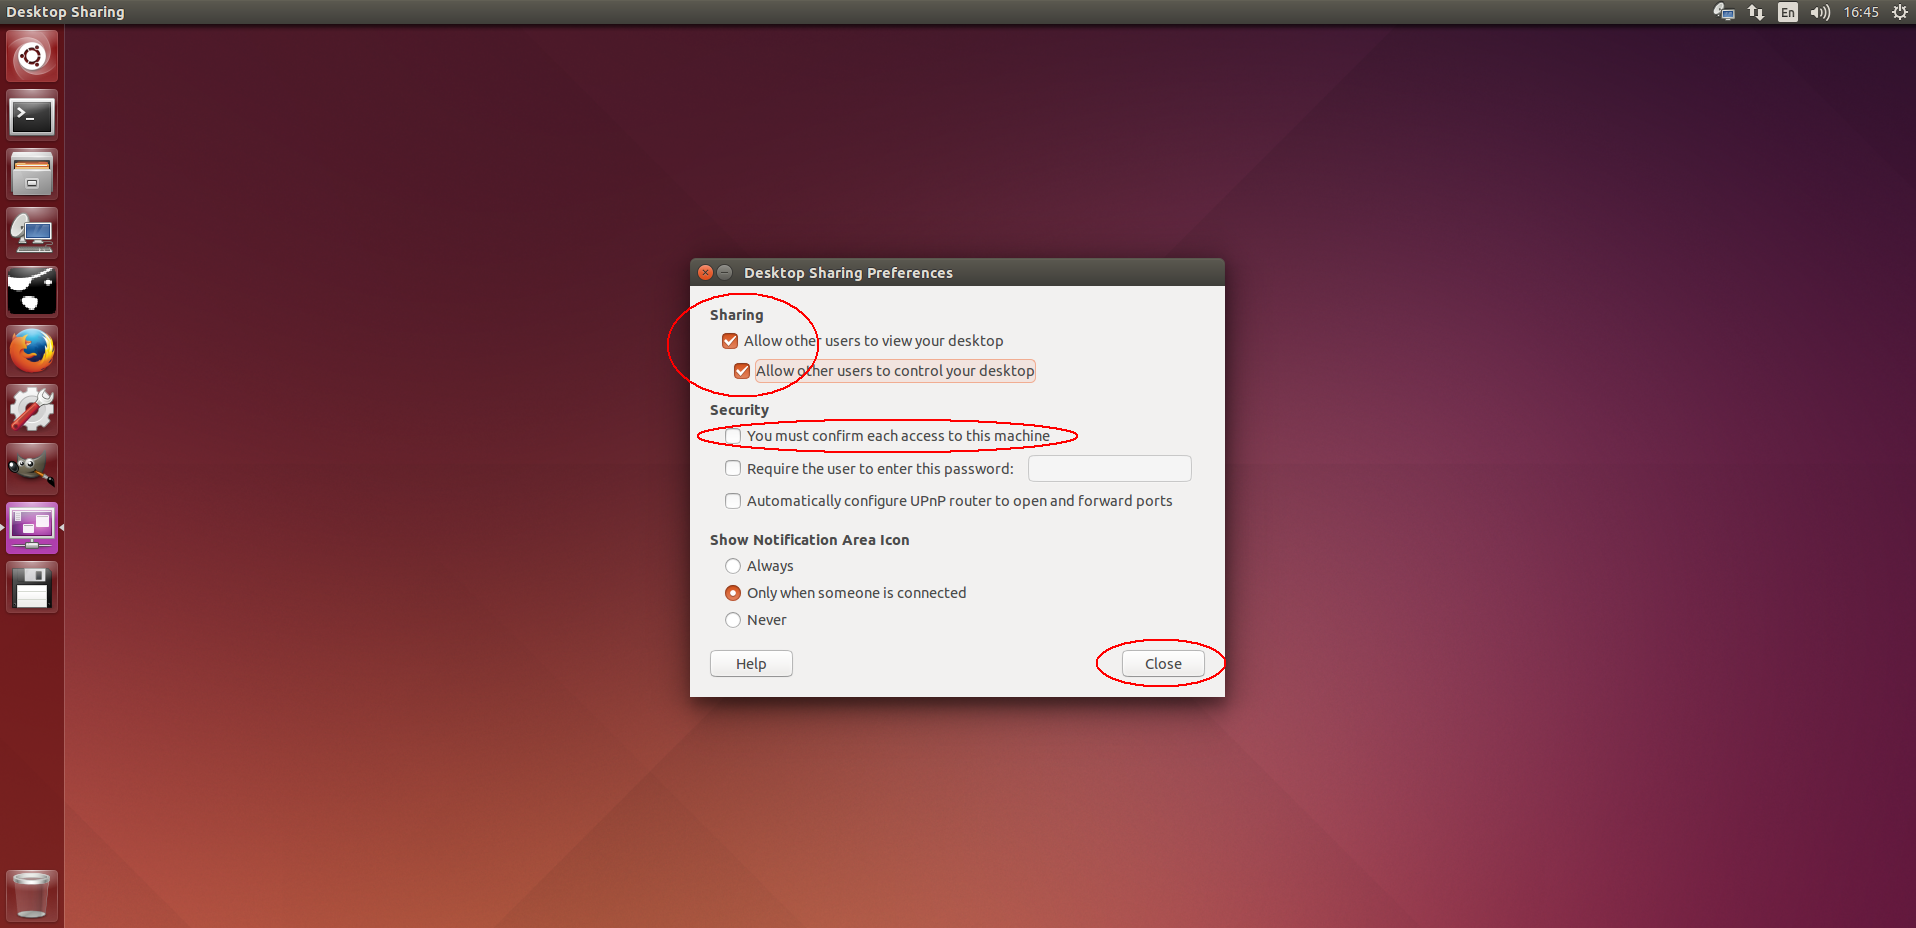 Desktop Sharing
En
16:45
>_
Desktop Sharing Preferences
Sharing
Allow other users to view your desktop
Allow other users to control your desktop
Security
You must confirm each access to this machine
Require the user to enter this password:
Automatically configure UPnP router to open and forward ports
Show Notification Area Icon
Always
Only when someone is connected
Never
Help
Close